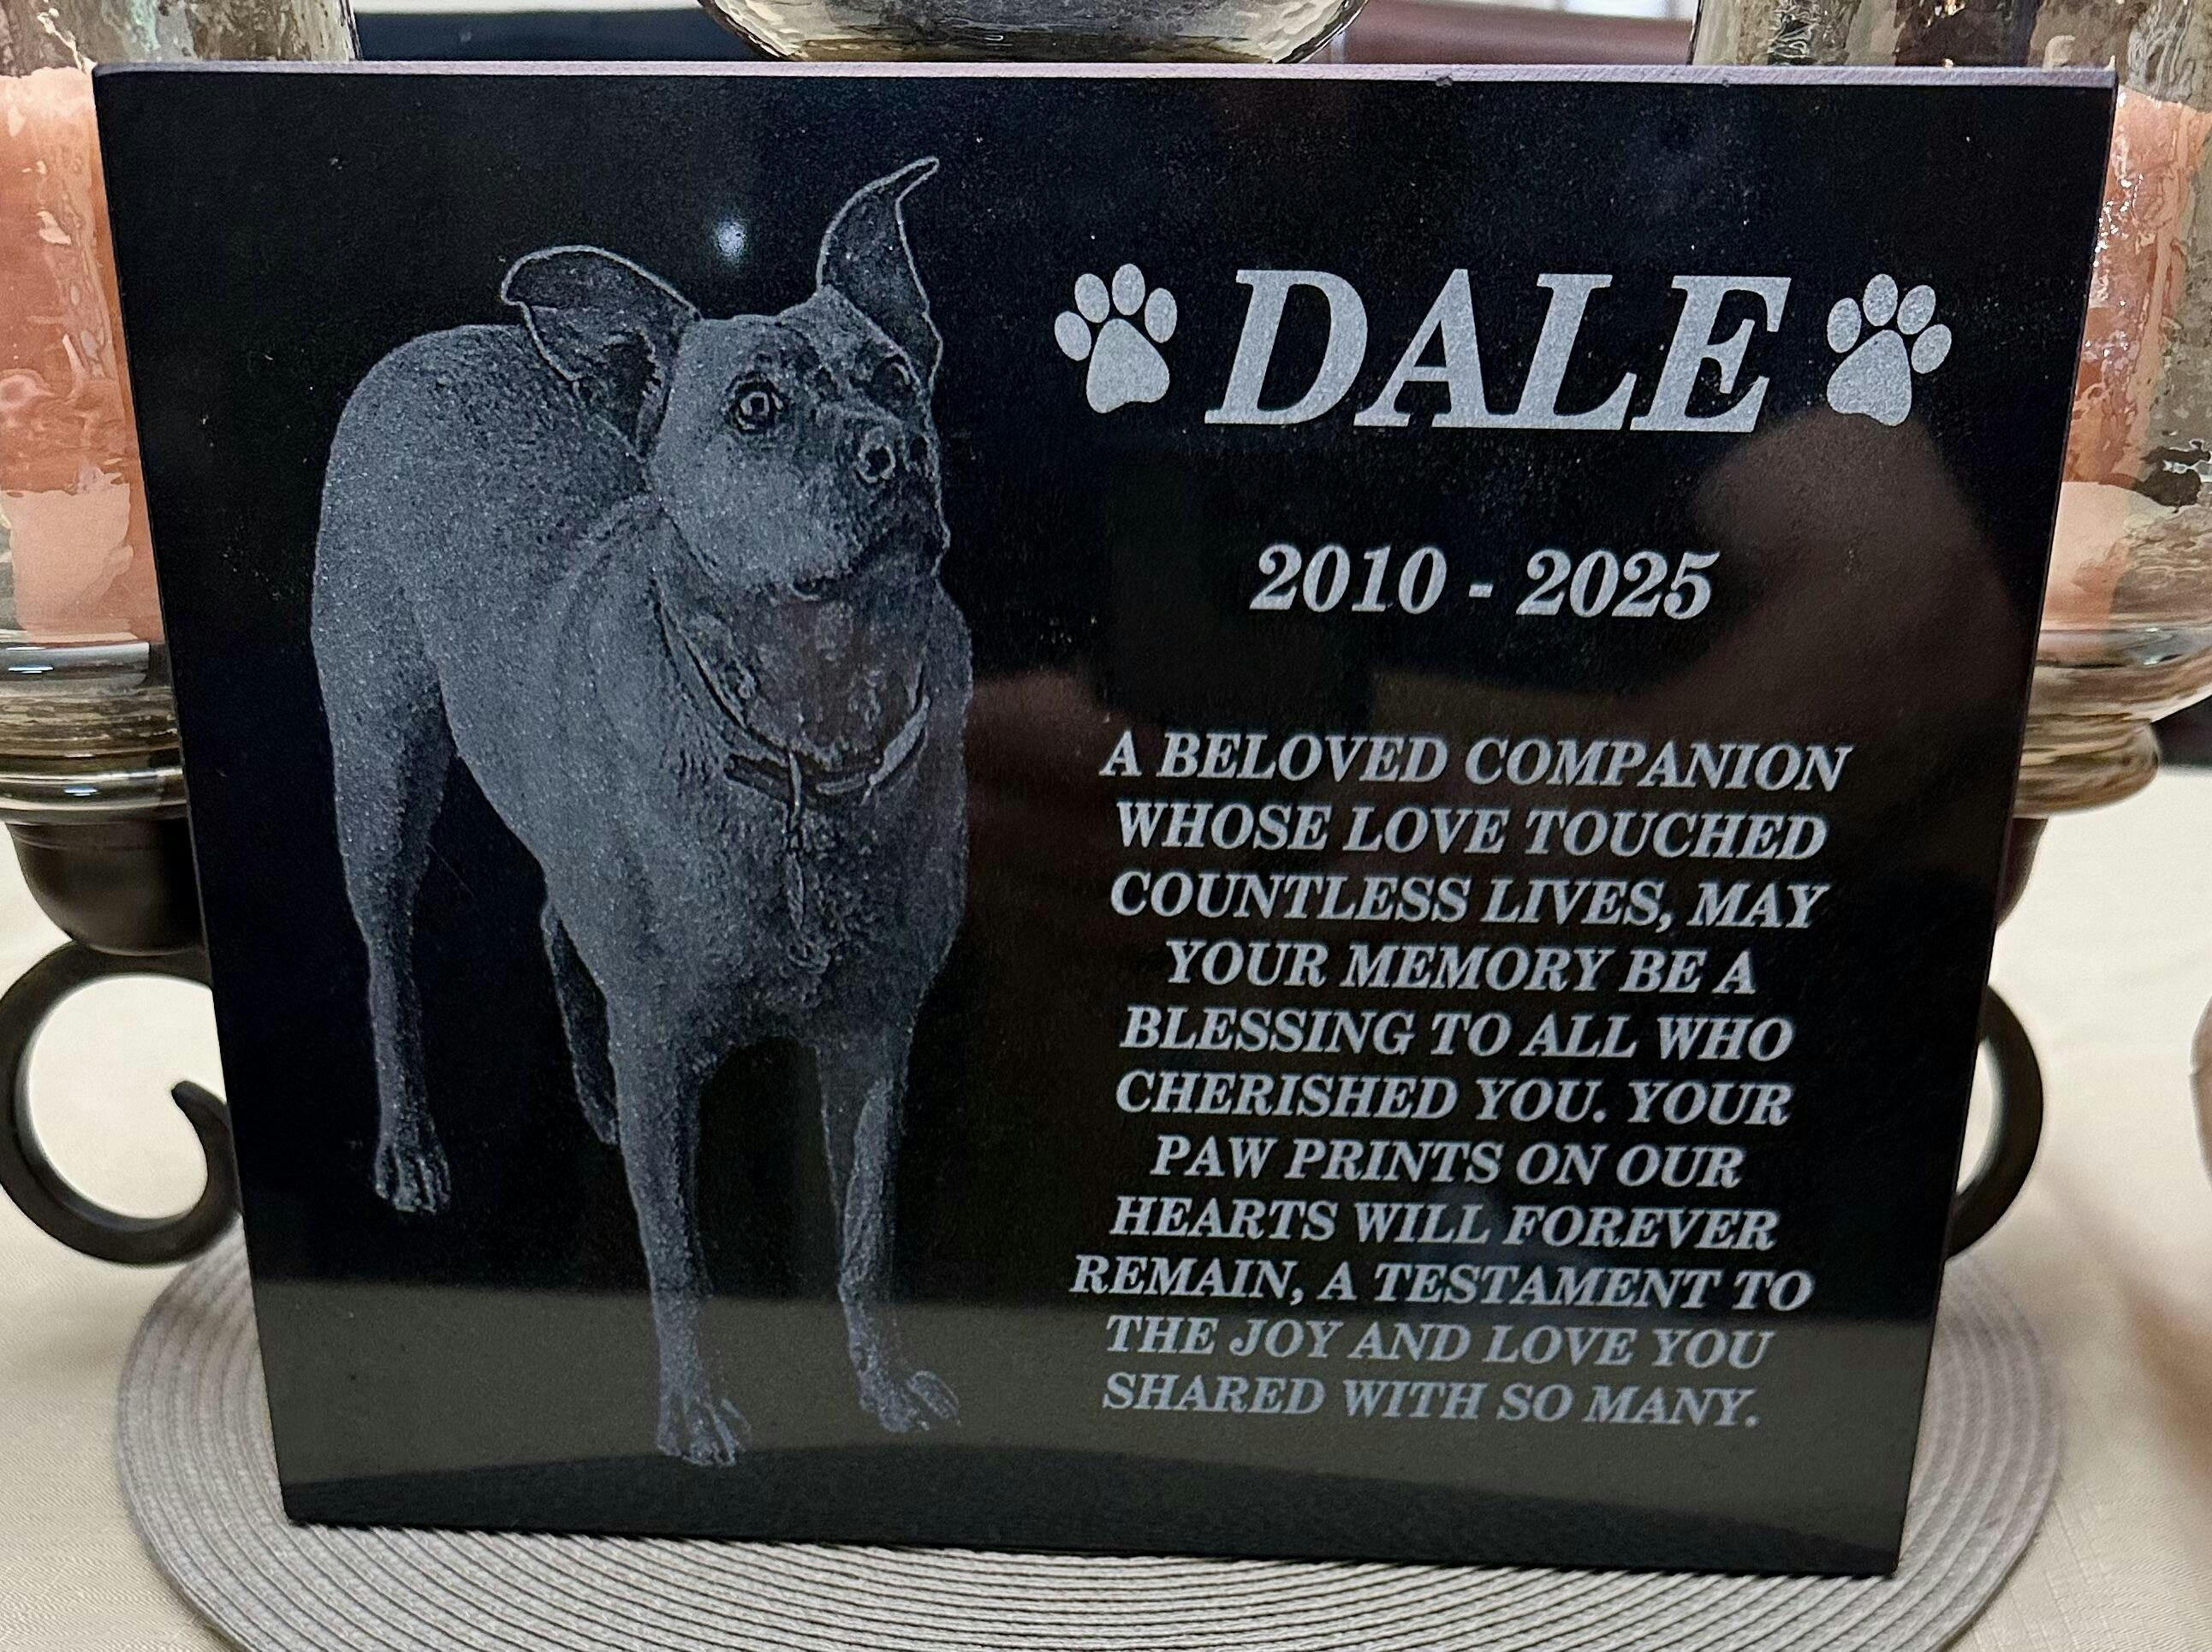 DALE
2010 - 2025
A BELOVED COMPANION
WHOSE LOVE TOUCHED
COUNTLESS LIVES, MAY
YOUR MEMORY BE A
BLESSING TO ALL WHO
CHERISHED YOU. YOUR
PAW PRINTS ON OUR
HEARTS WILL FOREVER
REMAIN, A TESTAMENT TO
THE JOY AND LOVE YOU
SHARED WITH SO MANY.